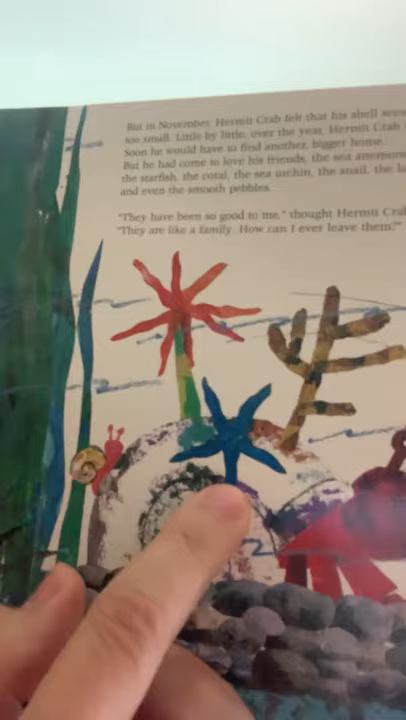 But in November, Hermit Crab felt that his shell
too small. Little by little, over the year, Hermit Crab
Soon he would have to find another, bigger home.
But he had come to love his friends, the sea
the starfish, the coral, the sea urchin, the snail, the
and even the smooth pebbles.
"They have been so good to me," thought Hermit
"They are like a family. How can I ever leave them?"